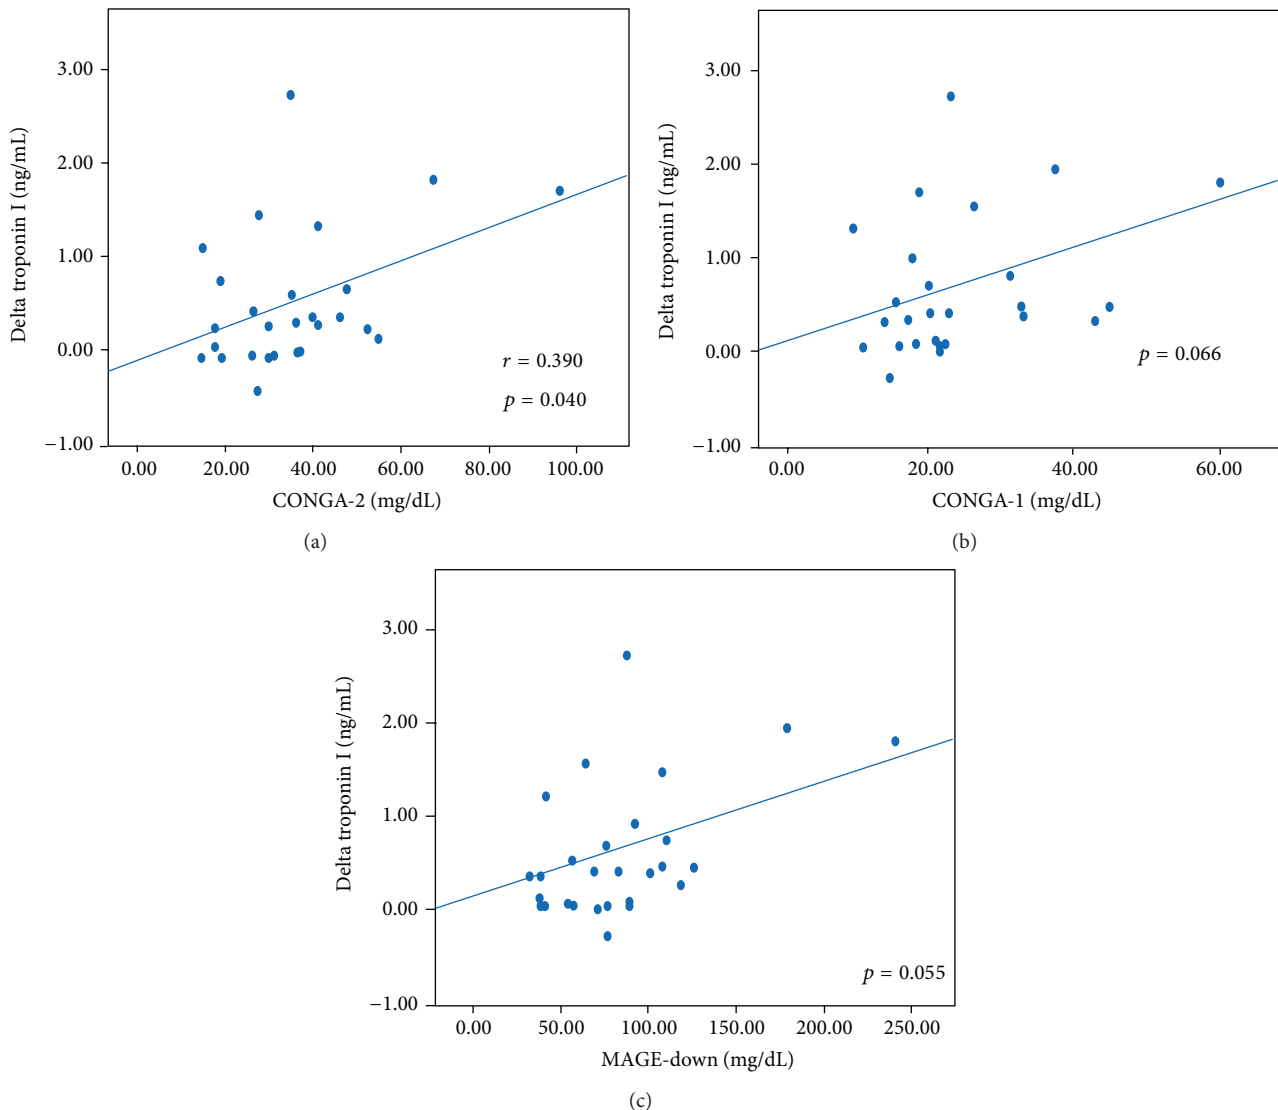 Delta troponin I (ng/mL)
3.00
2.00
1.00
0.00
−1.00
r = 0.390
p = 0.040
0.00 20.00 40.00 60.00 80.00 100.00
CONGA-2 (mg/dL)
(a)
Delta troponin I (ng/mL)
3.00
2.00
1.00
0.00
−1.00
p = 0.066
0.00 20.00 40.00 60.00
CONGA-1 (mg/dL)
(b)
Delta troponin I (ng/mL)
3.00
2.00
1.00
0.00
−1.00
p = 0.055
0.00 50.00 100.00 150.00 200.00 250.00
MAGE-down (mg/dL)
(c)